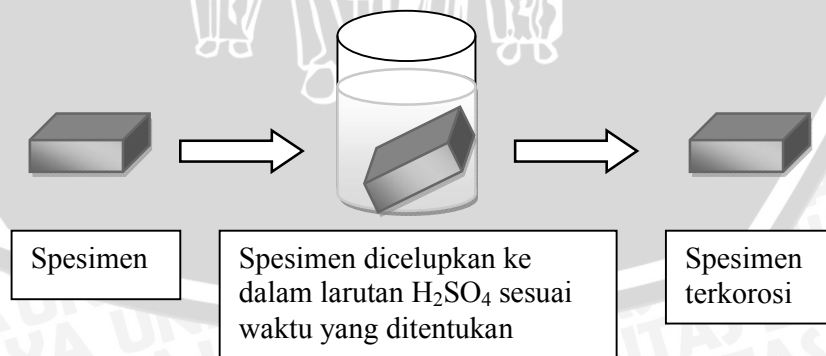 Spesimen
Spesimen dicelupkan ke
dalam larutan H₂SO₄ sesuai
waktu yang ditentukan
Spesimen
terkorosi